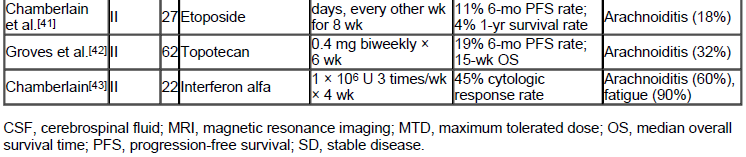 Chamberlain et al.[41] II 27 Etoposide days, every other wk for 8 wk 11% 6-mo PFS rate; 4% 1-yr survival rate Arachnoiditis (18%)
Groves et al.[42] II 62 Topotecan 0.4 mg biweekly × 6 wk 19% 6-mo PFS rate; 15-wk OS Arachnoiditis (32%)
Chamberlain[43] II 22 Interferon alfa 1 × 10⁶ U 3 times/wk × 4 wk 45% cytologic response rate Arachnoiditis (60%), fatigue (90%)
CSF, cerebrospinal fluid; MRI, magnetic resonance imaging; MTD, maximum tolerated dose; OS, median overall
survival time; PFS, progression-free survival; SD, stable disease.